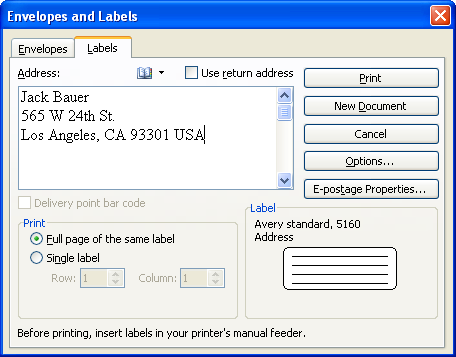 Envelopes and Labels
Envelopes Labels
Address: Use return address
Jack Bauer
565 W 24th St.
Los Angeles, CA 93301 USA
Print
New Document
Cancel
Options...
E-postage Properties...
Delivery point bar code
Print
Full page of the same label
Single label
Row: 1 Column: 1
Label
Avery standard, 5160
Address
Before printing, insert labels in your printer's manual feeder.